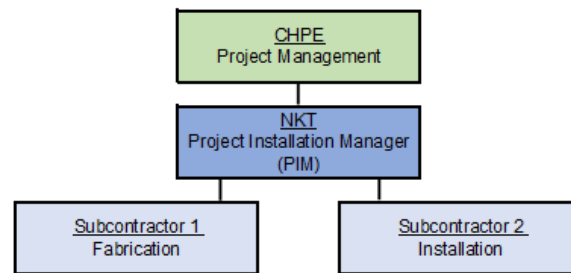 CHPE
Project Management
NKT
Project Installation Manager
(PIM)
Subcontractor 1
Fabrication
Subcontractor 2
Installation